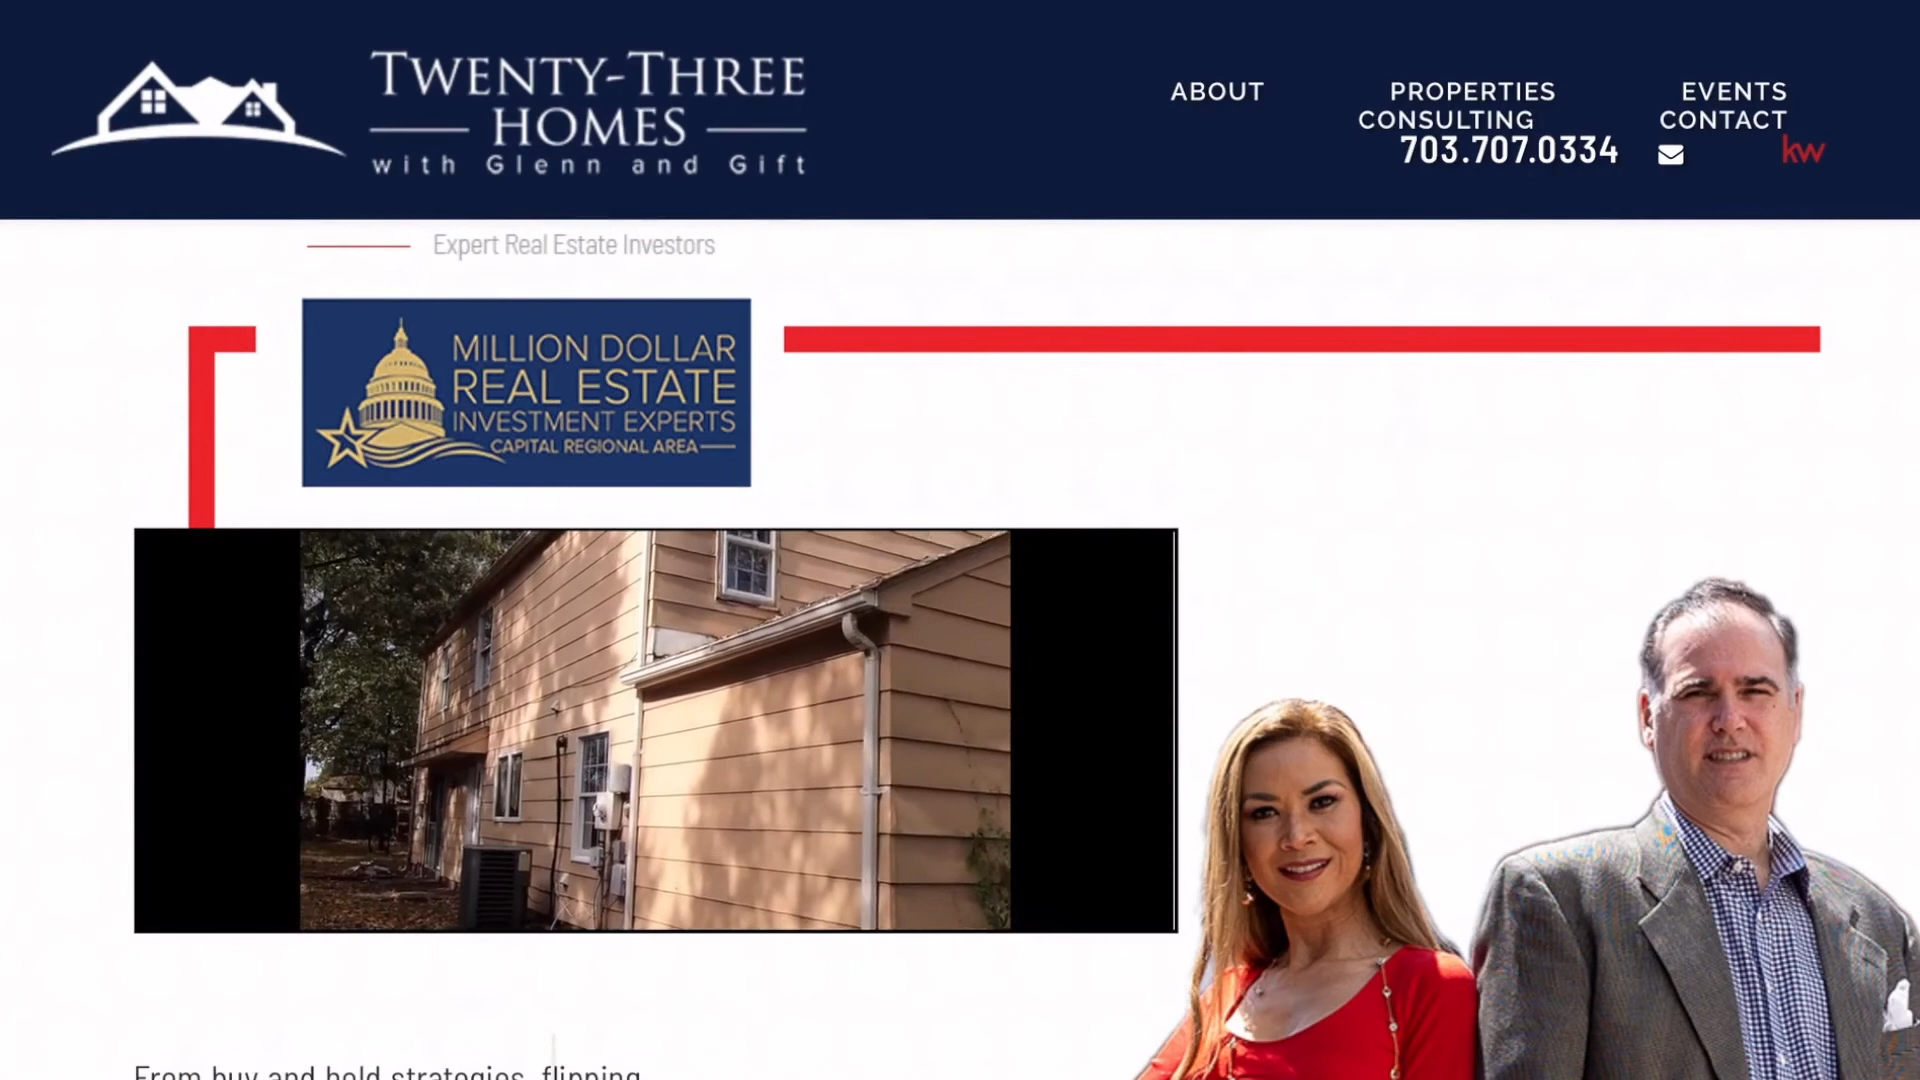 TWENTY-THREE
HOMES
with Glenn and Gift
ABOUT PROPERTIES EVENTS
CONSULTING CONTACT
703.707.0334
kw
Expert Real Estate Investors
MILLION DOLLAR
REAL ESTATE
INVESTMENT EXPERTS
CAPITAL REGIONAL AREA
From buy and hold strategies, flipping